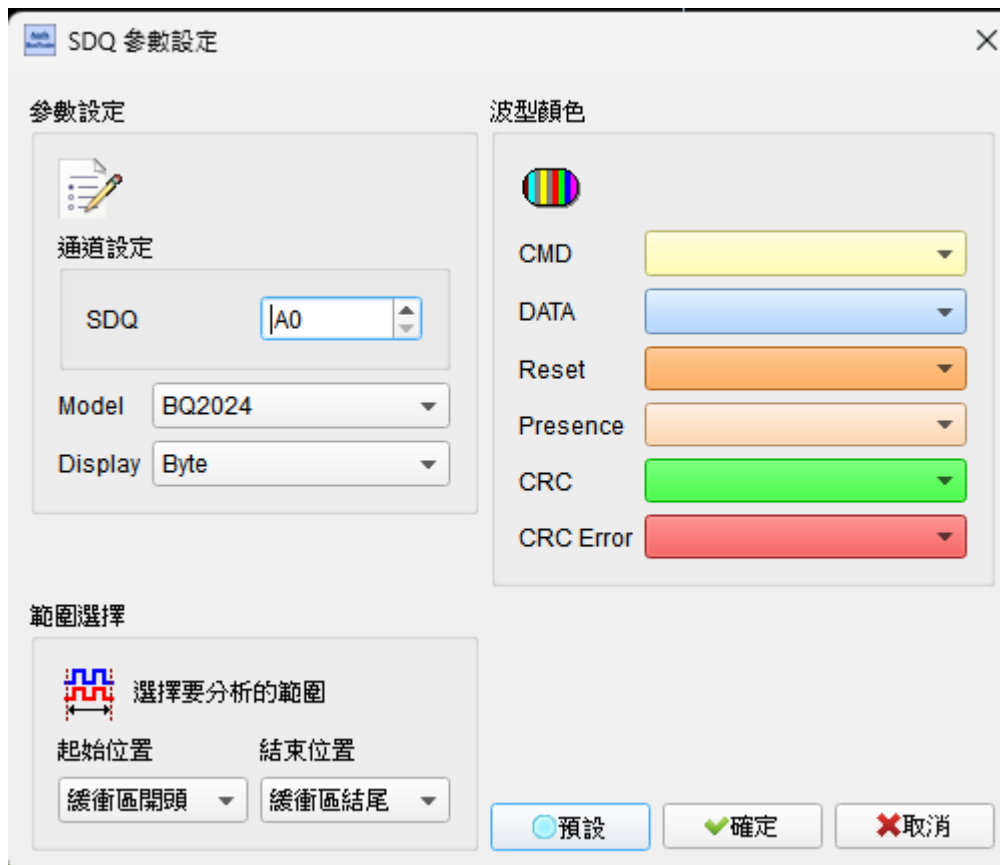 SDQ 參數設定
參數設定
通道設定
SDQ
A0
Model
BQ2024
Display
Byte
波型顏色
CMD
DATA
Reset
Presence
CRC
CRC Error
範圍選擇
選擇要分析的範圍
起始位置
結束位置
緩衝區開頭
緩衝區結尾
預設
確定
取消